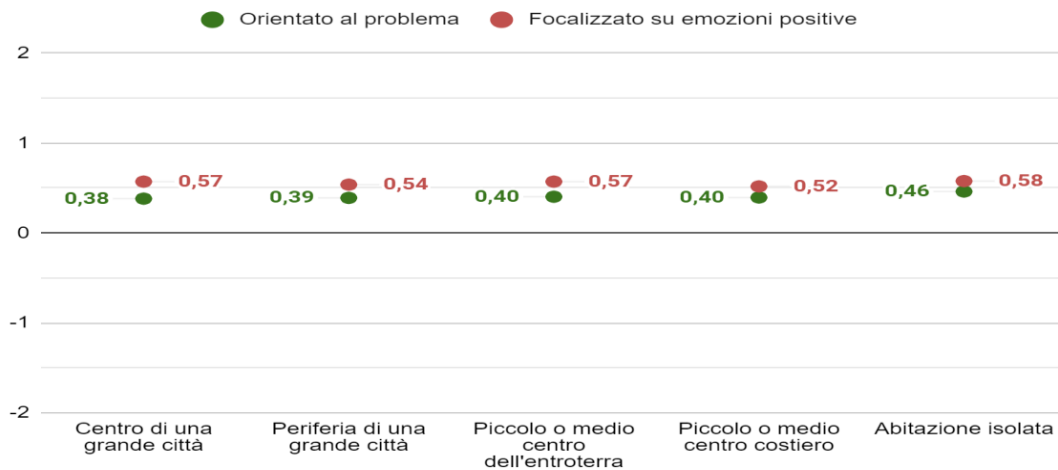 Orientato al problema Focalizzato su emozioni positive
2
1
0,57 0,54 0,57 0,52 0,58
0,38 0,39 0,40 0,40 0,46
0
-1
-2
Centro di una grande città
Periferia di una grande città
Piccolo o medio centro dell'entroterra
Piccolo o medio centro costiero
Abitazione isolata